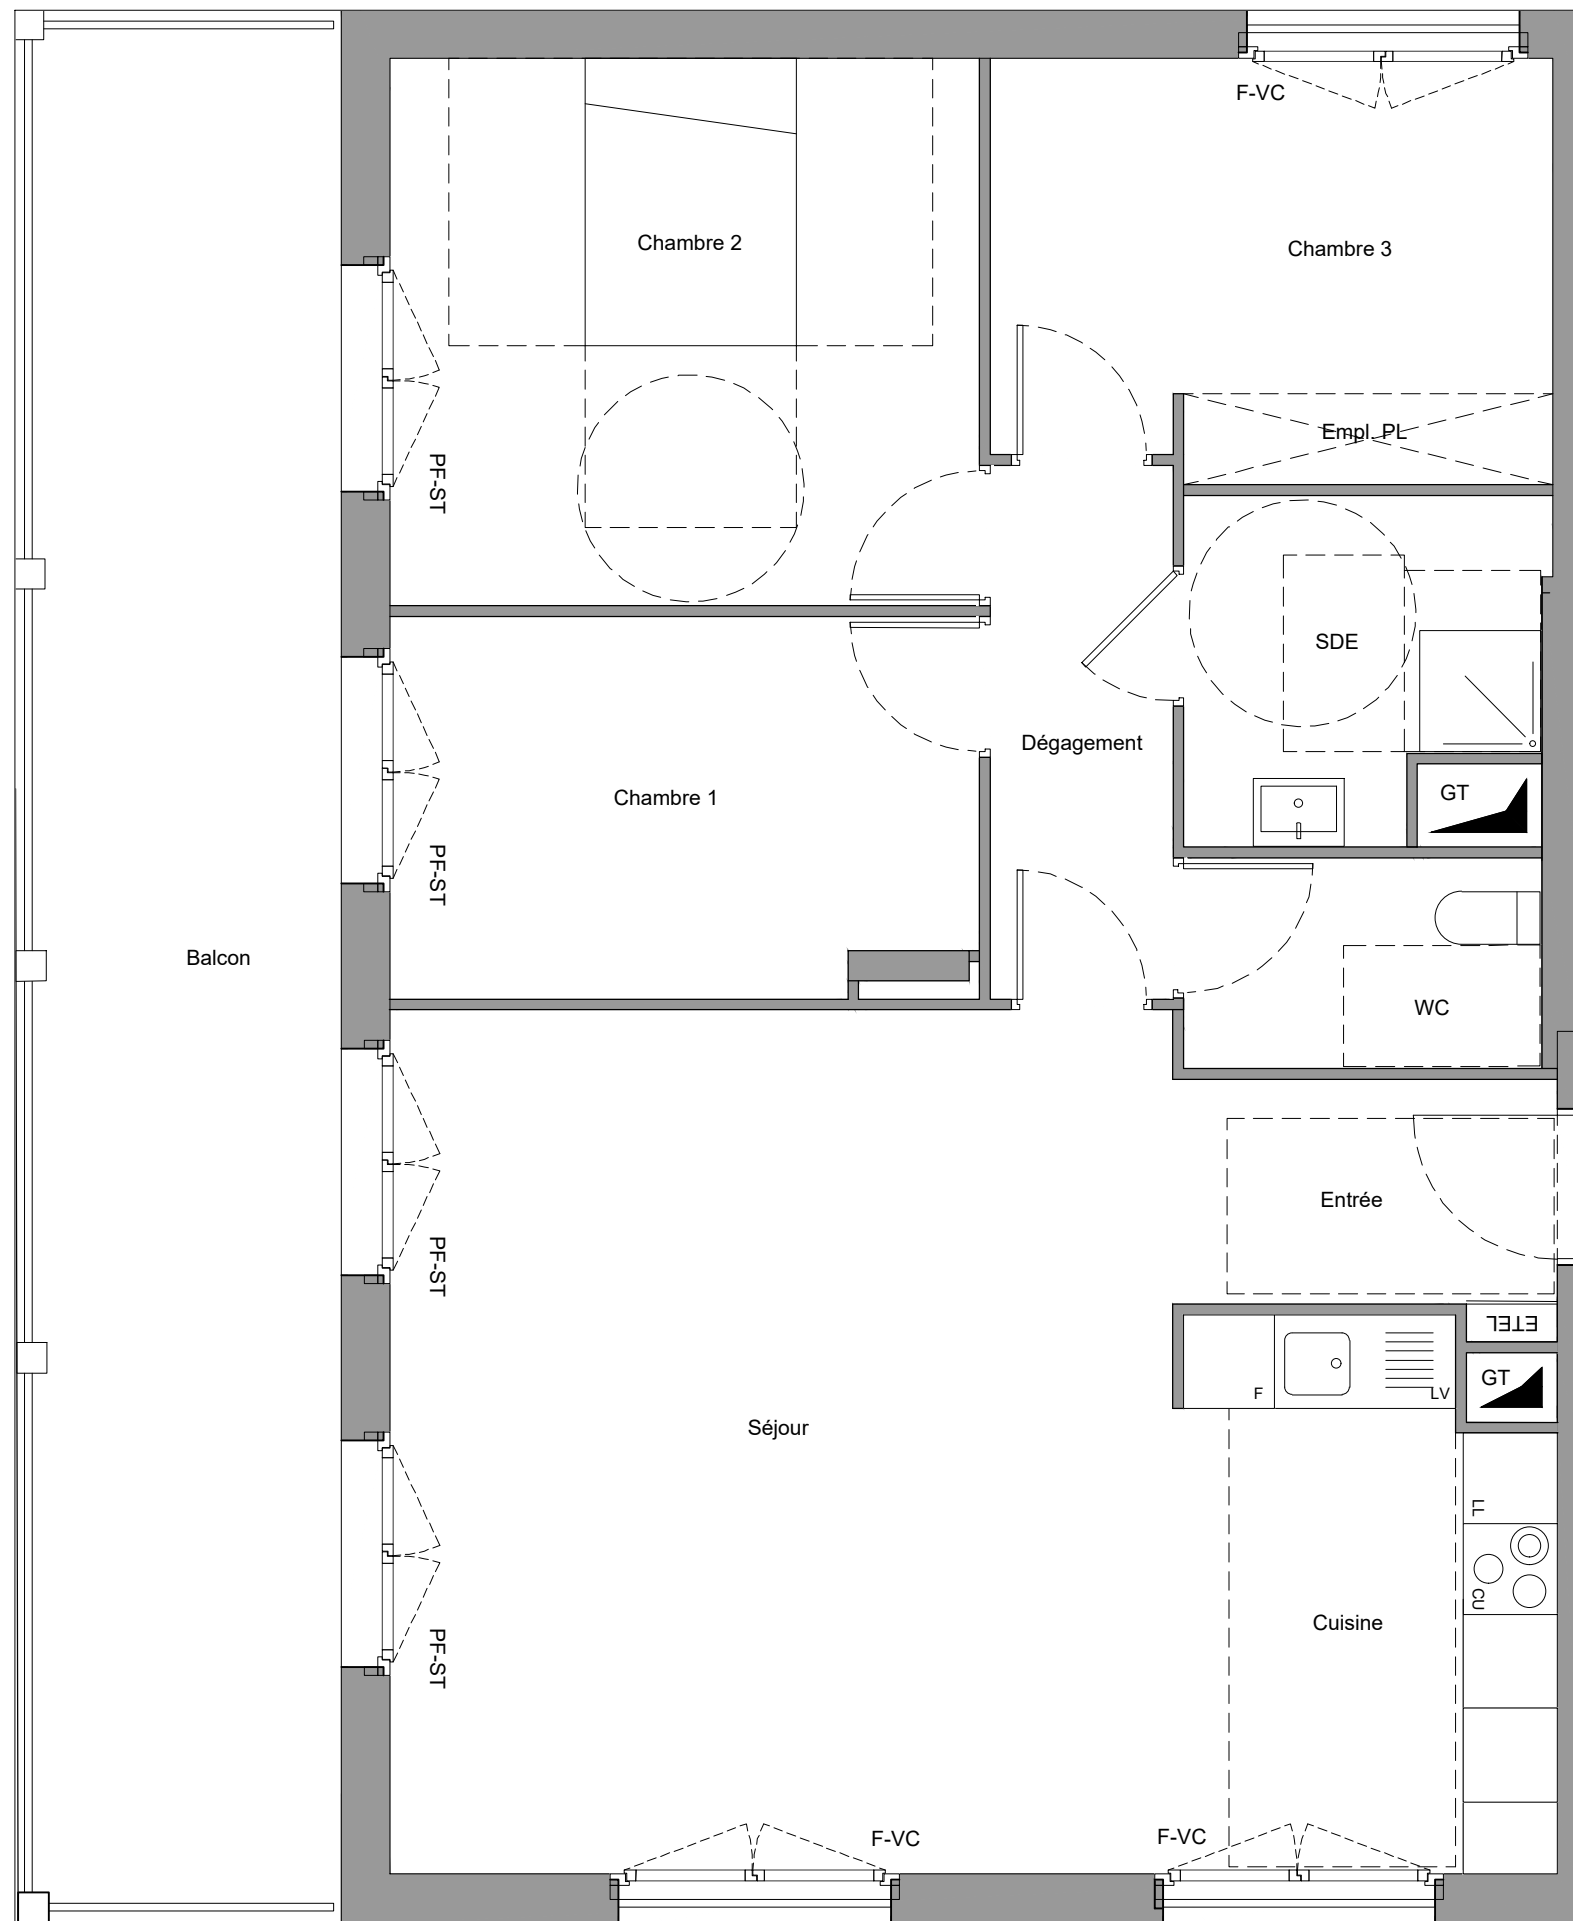 F-VC
Chambre 2
Chambre 3
Empl. PL
PF-ST
SDE
Dégagement
GT
Chambre 1
PF-ST
Balcon
WC
Entrée
PF-ST
ETEL
GT
F
LV
Séjour
LL
CU
Cuisine
PF-ST
F-VC
F-VC